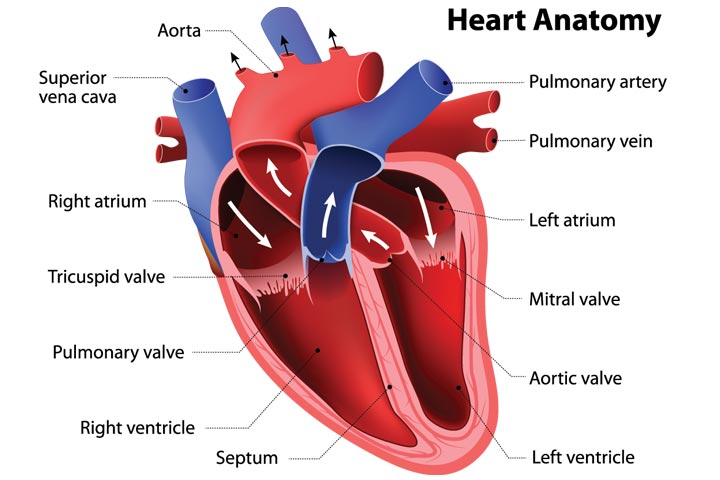 Heart Anatomy
Aorta
Superior
vena cava
Pulmonary artery
Pulmonary vein
Right atrium
Left atrium
Tricuspid valve
Mitral valve
Pulmonary valve
Aortic valve
Right ventricle
Septum
Left ventricle